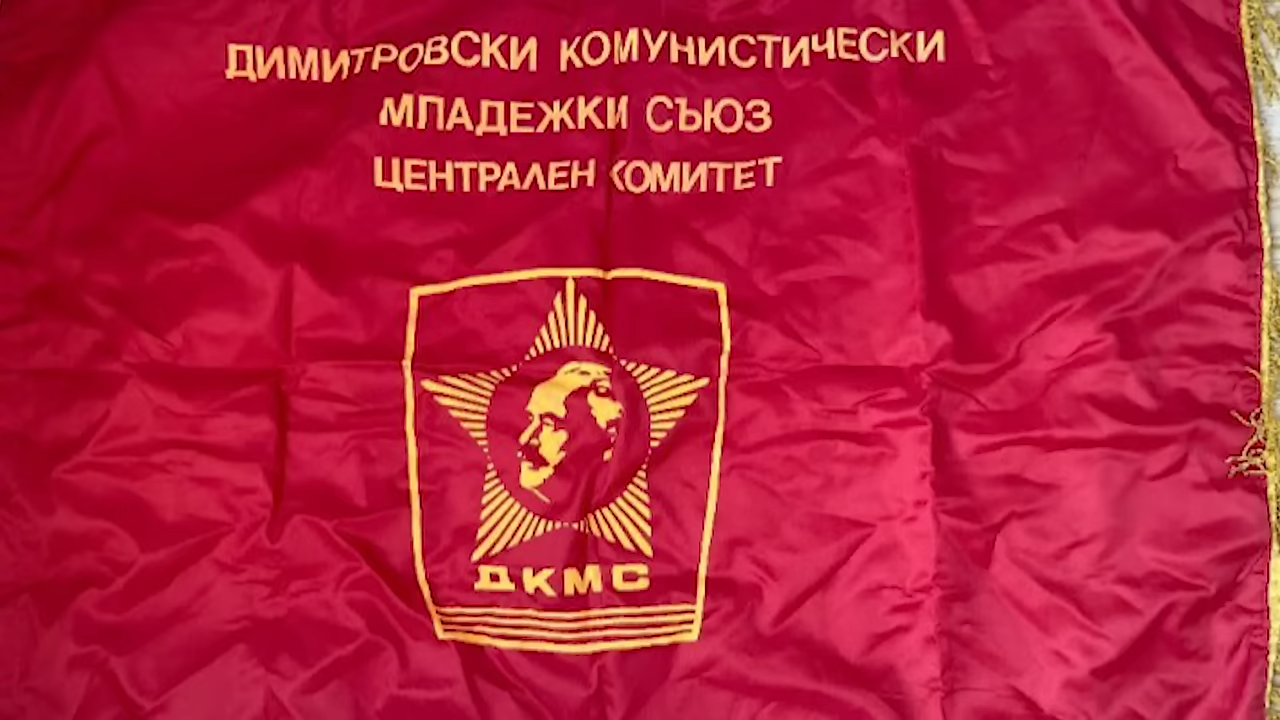 ДИМИТРОВСКИ КОМУНИСТИЧЕСКИ
МЛАДЕЖКИ СЪЮЗ
ЦЕНТРАЛЕН КОМИТЕТ
ДКМС